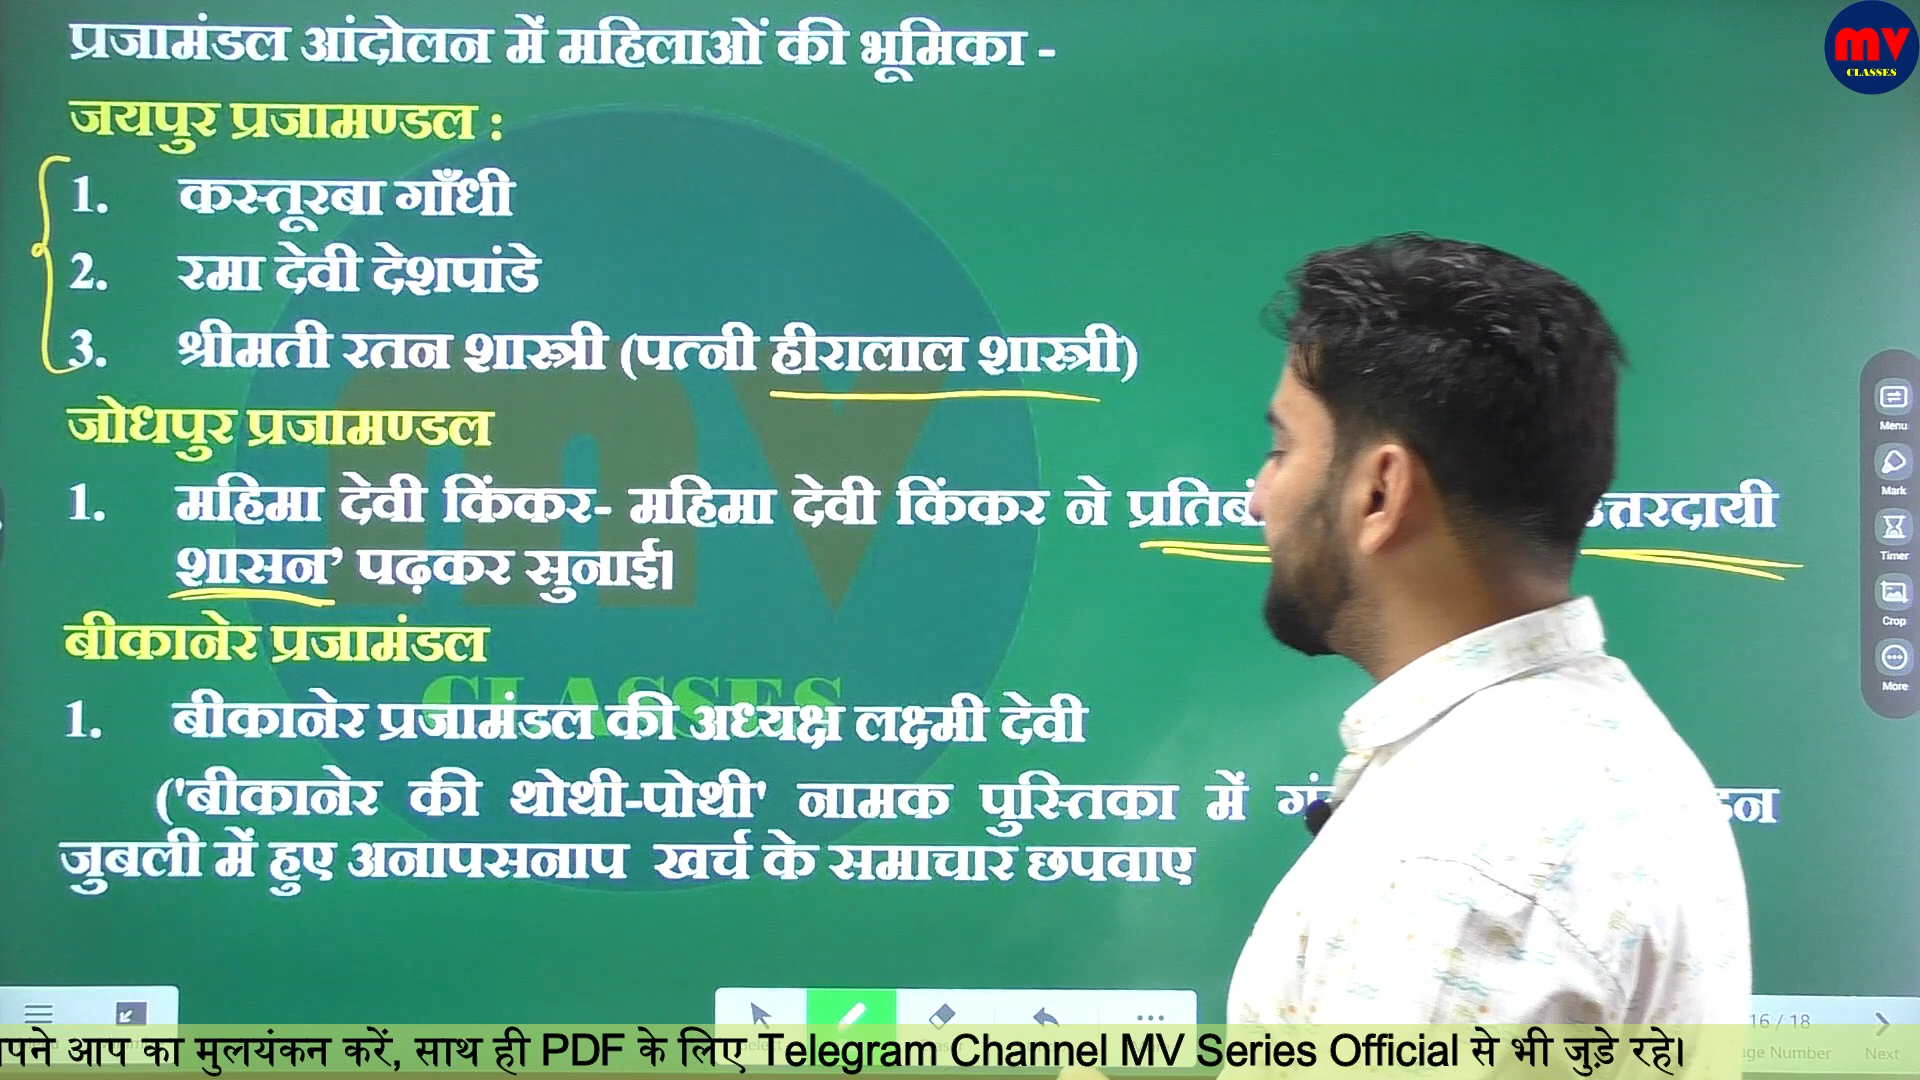 प्रजामंडल आंदोलन में महिलाओं की भूमिका -
mv
CLASSES
जयपुर प्रजामण्डल :
1. कस्तूरबा गाँधी
2. रमा देवी देशपांडे
3. श्रीमती रतन शास्त्री (पत्नी हीरालाल शास्त्री)
जोधपुर प्रजामण्डल
1. महिमा देवी किंकर- महिमा देवी किंकर ने उत्तरदायी
शासन’ पढ़कर सुनाई।
बीकानेर प्रजामंडल
CLASSES
1. बीकानेर प्रजामंडल की अध्यक्ष लक्ष्मी देवी
('बीकानेर की थोथी-पोथी' नामक पुस्तिका में
जुबली में हुए अनापसनाप खर्च के समाचार छपवाए
Menu
Mark
Timer
Crop
More
16 / 18
Next
आप का मुलयंकन करें, साथ ही PDF के लिए Telegram Channel MV Series Official से भी जुड़े रहे।